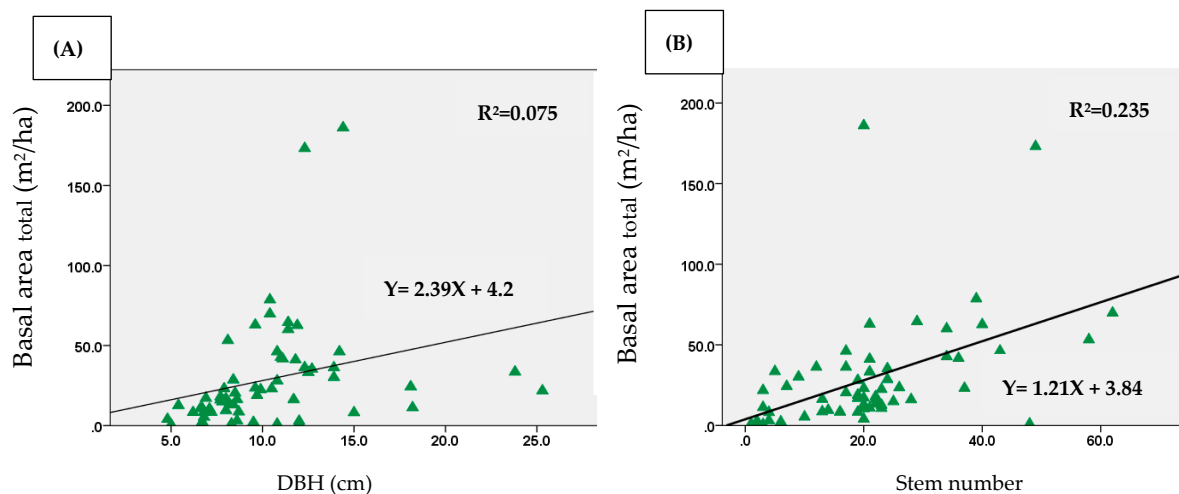 (A)
Basal area total (m²/ha)
200.0
150.0
100.0
50.0
.0
R²=0.075
Y= 2.39X + 4.2
5.0 10.0 15.0 20.0 25.0
DBH (cm)
(B)
Basal area total (m²/ha)
200.0
150.0
100.0
50.0
.0
R²=0.235
Y= 1.21X + 3.84
.0 20.0 40.0 60.0
Stem number